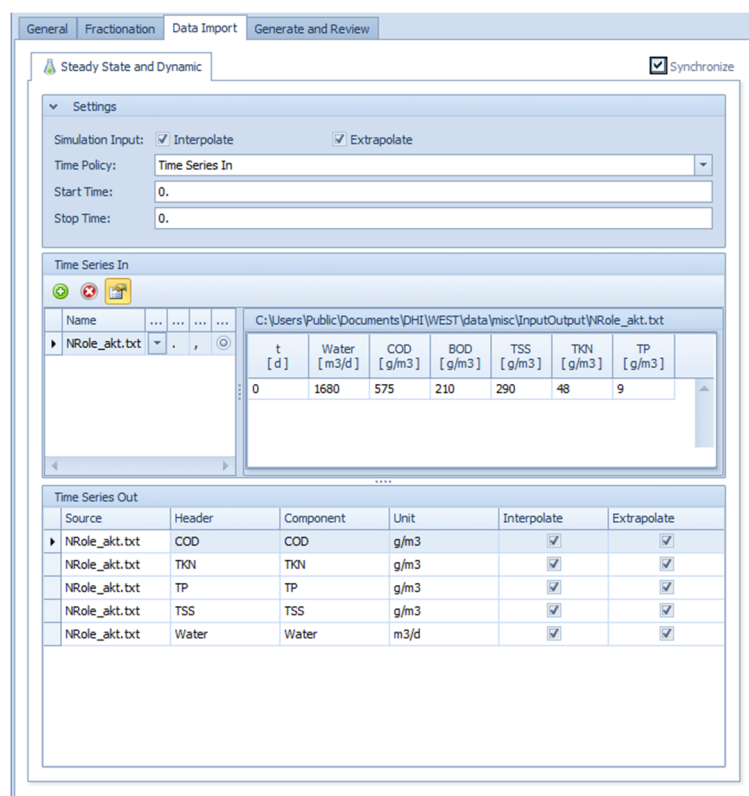 General Fractionation Data Import Generate and Review
Steady State and Dynamic Synchronize
Settings
Simulation Input: Interpolate Extrapolate
Time Policy: Time Series In
Start Time: 0.
Stop Time: 0.
Time Series In
Name ... ... ... ... C:\Users\Public\Documents\DHI\WEST\data\misc\InputOutput\NRole_akt.txt
NRole_akt.txt . ,
t Water COD BOD TSS TKN TP
[ d ] [ m3/d ] [ g/m3 ] [ g/m3 ] [ g/m3 ] [ g/m3 ] [ g/m3 ]
0 1680 575 210 290 48 9
Time Series Out
Source Header Component Unit Interpolate Extrapolate
NRole_akt.txt COD COD g/m3
NRole_akt.txt TKN TKN g/m3
NRole_akt.txt TP TP g/m3
NRole_akt.txt TSS TSS g/m3
NRole_akt.txt Water Water m3/d